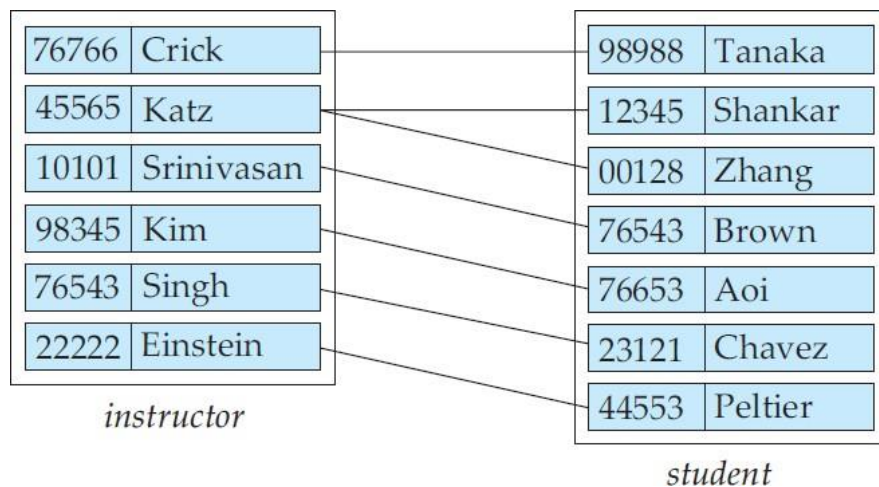 76766 Crick
45565 Katz
10101 Srinivasan
98345 Kim
76543 Singh
22222 Einstein
instructor
98988 Tanaka
12345 Shankar
00128 Zhang
76543 Brown
76653 Aoi
23121 Chavez
44553 Peltier
student